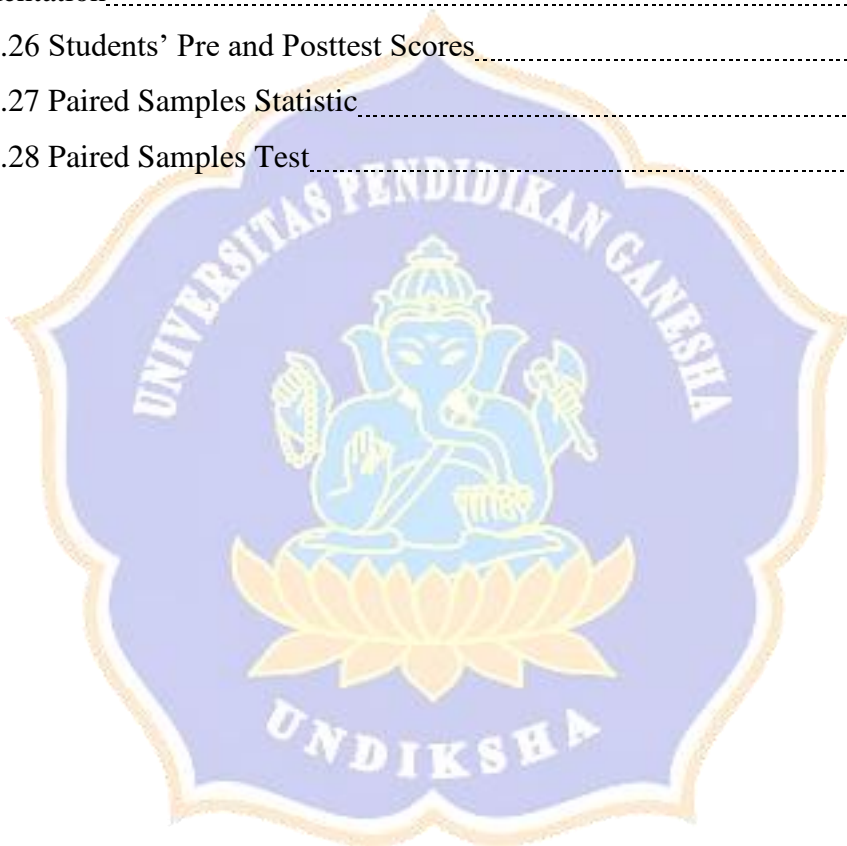 .26 Students’ Pre and Posttest Scores
.27 Paired Samples Statistic
.28 Paired Samples Test
UNIVERSITAS PENDIDIKAN GANESHA
UNDIKSHA